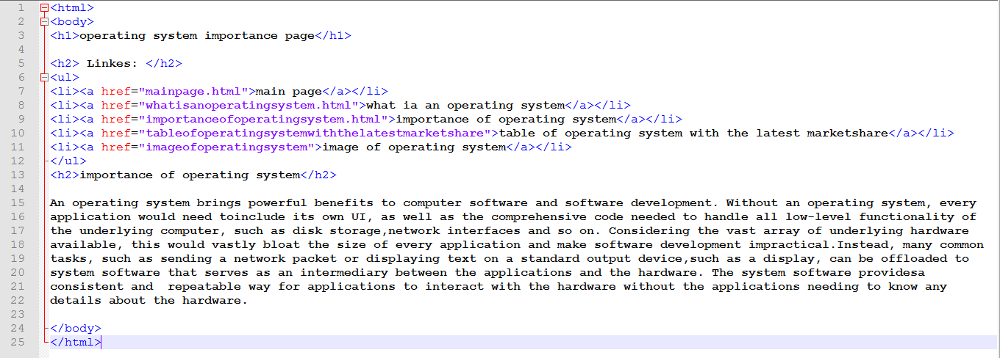 1 <html>
2 <body>
3 <h1>operating system importance page</h1>
4
5 <h2> Linkes: </h2>
6 <ul>
7 <li><a href="mainpage.html">main page</a></li>
8 <li><a href="whatisanoperatingsystem.html">what ia an operating system</a></li>
9 <li><a href="importanceofoperatingsystem.html">importance of operating system</a></li>
10 <li><a href="tableofoperatingsystemwiththelatestmarketshare">table of operating system with the latest marketshare</a></li>
11 <li><a href="imageofoperatingsystem">image of operating system</a></li>
12 </ul>
13 <h2>importance of operating system</h2>
14
15 An operating system brings powerful benefits to computer software and software development. Without an operating system, every
16 application would need toinclude its own UI, as well as the comprehensive code needed to handle all low-level functionality of
17 the underlying computer, such as disk storage,network interfaces and so on. Considering the vast array of underlying hardware
18 available, this would vastly bloat the size of every application and make software development impractical.Instead, many common
19 tasks, such as sending a network packet or displaying text on a standard output device,such as a display, can be offloaded to
20 system software that serves as an intermediary between the applications and the hardware. The system software providesa
21 consistent and  repeatable way for applications to interact with the hardware without the applications needing to know any
22 details about the hardware.
23
24 </body>
25 </html>